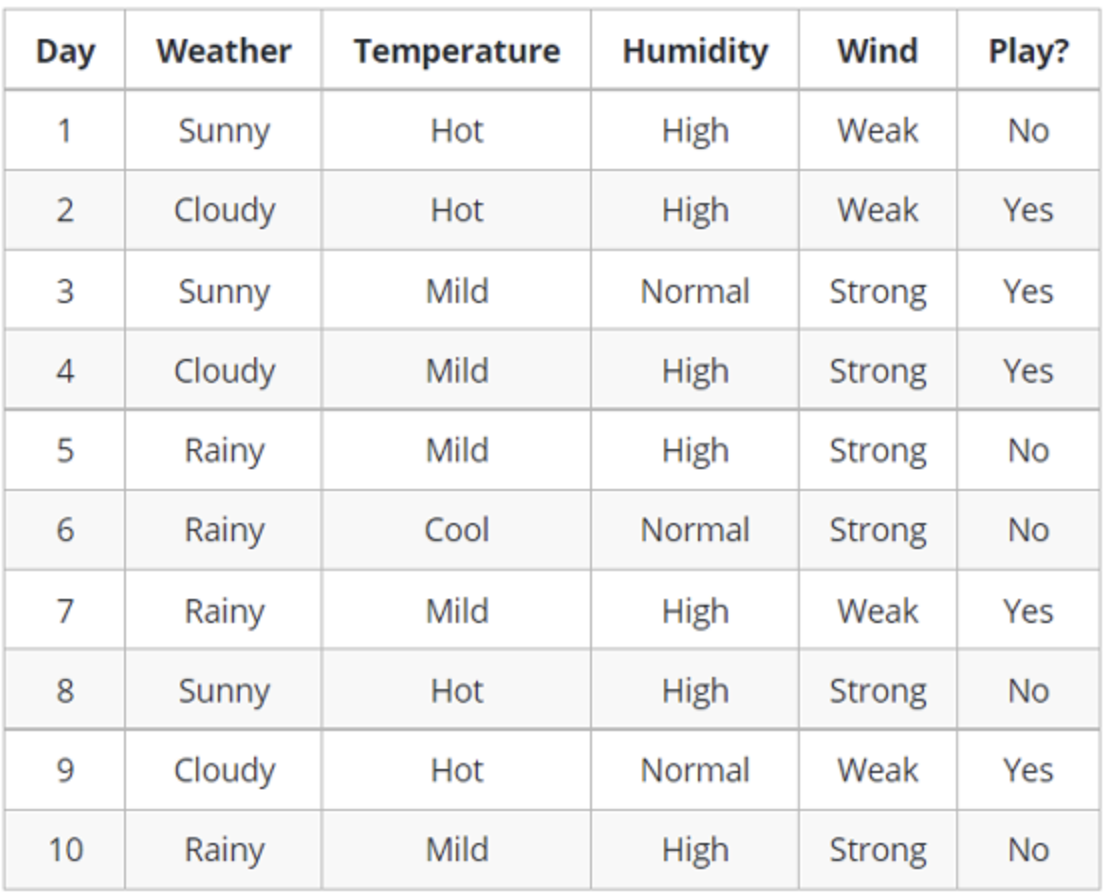 Day Weather Temperature Humidity Wind Play?
1 Sunny Hot High Weak No
2 Cloudy Hot High Weak Yes
3 Sunny Mild Normal Strong Yes
4 Cloudy Mild High Strong Yes
5 Rainy Mild High Strong No
6 Rainy Cool Normal Strong No
7 Rainy Mild High Weak Yes
8 Sunny Hot High Strong No
9 Cloudy Hot Normal Weak Yes
10 Rainy Mild High Strong No